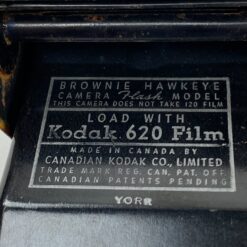 BROWNIE HAWKEYE
CAMERA Flash MODEL
THIS CAMERA DOES NOT TAKE 120 FILM
LOAD WITH
Kodak 620 Film
MADE IN CANADA BY
CANADIAN KODAK CO., LIMITED
TRADE MARK REG. CAN. PAT. OFF.
CANADIAN PATENTS PENDING